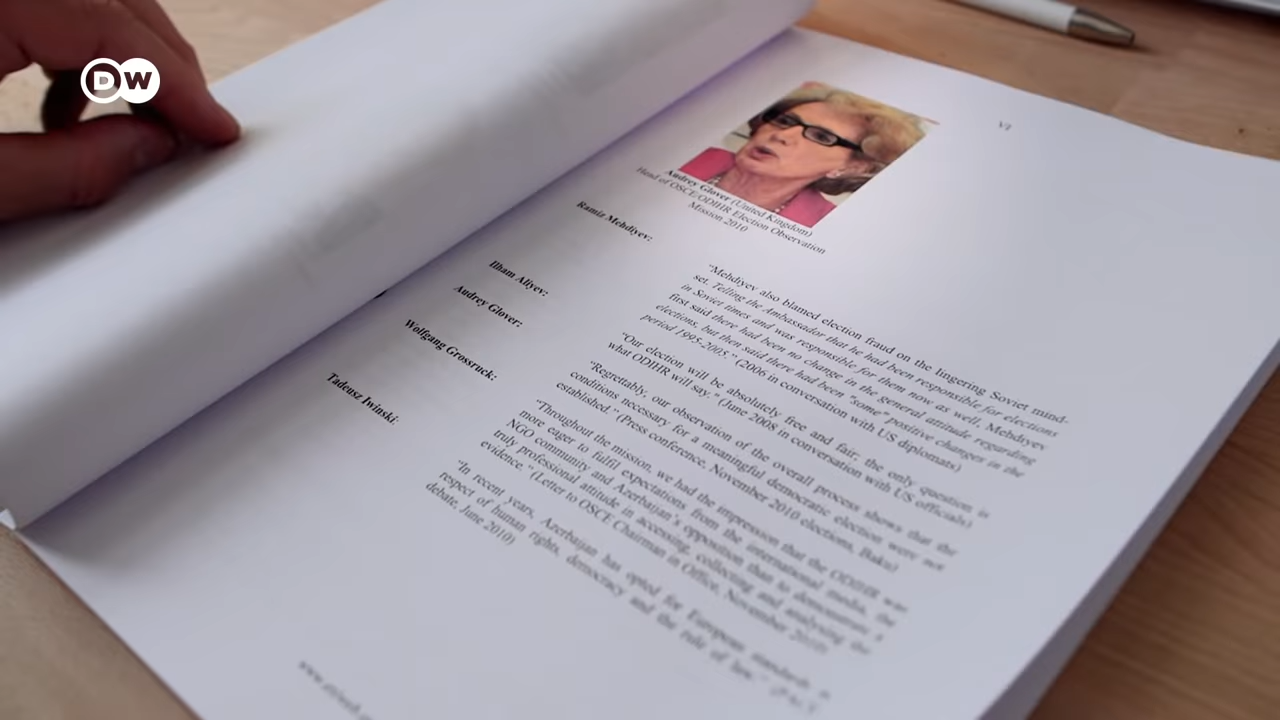 DW
VI
Audrey Glover (United Kingdom)
Head of OSCE/ODIHR Election Observation
Mission 2010
Ramiz Mehdiyev:
"Mehdiyev also blamed election fraud on the lingering Soviet mind-
set. Telling the Ambassador that he had been responsible for elections
in Soviet times and was responsible for them now as well, Mehdiyev
first said there had been no change in the general attitude regarding
elections, but then said there had been "some" positive changes in the
period 1995-2005." (2006 in conversation with US diplomats)
Ilham Aliyev:
"Our election will be absolutely free and fair; the only question is
what ODIHR will say." (June 2008 in conversation with US officials)
Audrey Glover:
"Regrettably, our observation of the overall process shows that the
conditions necessary for a meaningful democratic election were not
established." (Press conference, November 2010 elections, Baku)
Wolfgang Grossruck:
"Throughout the mission, we had the impression that the ODIHR was
more eager to fulfil expectations from the international media, the
NGO community and Azerbaijan's opposition than to demonstrate a
truly professional attitude in accessing, collecting and analysing the
evidence." (Letter to OSCE Chairman in Office, November 2010)
Tadeusz Iwinski:
"In recent years, Azerbaijan has opted for European standards in
respect of human rights, democracy and the rule of law."
debate, June 2010)